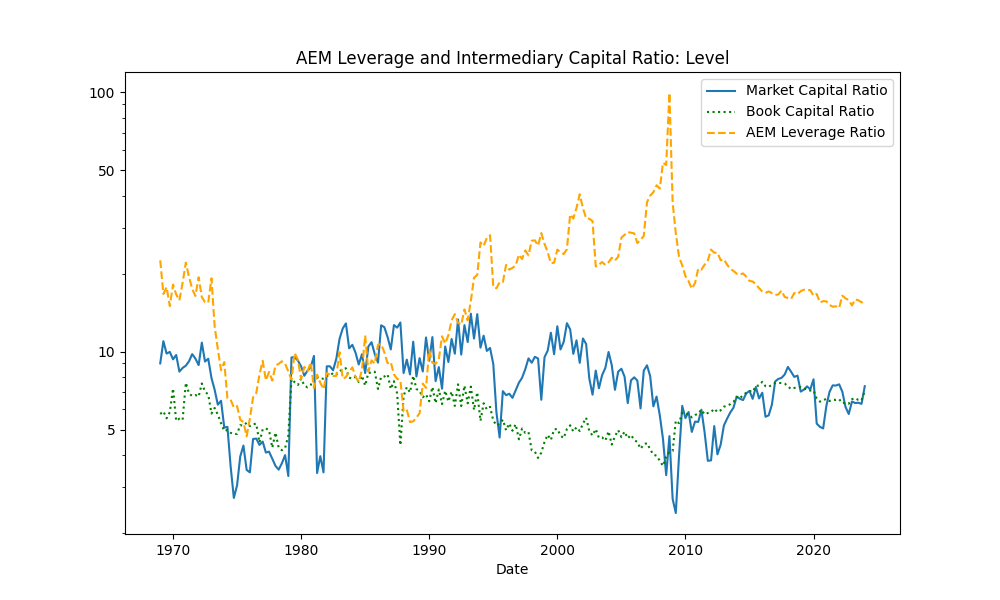 AEM Leverage and Intermediary Capital Ratio: Level
Market Capital Ratio
Book Capital Ratio
AEM Leverage Ratio
100
50
10
5
1970 1980 1990 2000 2010 2020
Date